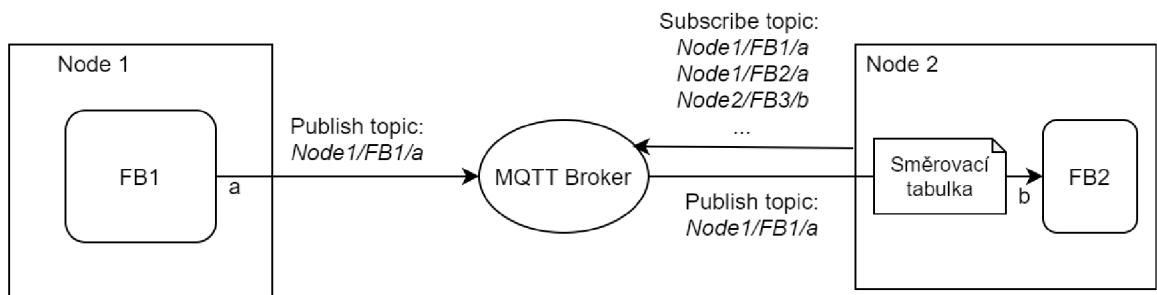 Node 1
FB1
a
Publish topic:
Node1/FB1/a
MQTT Broker
Subscribe topic:
Node1/FB1/a
Node1/FB2/a
Node2/FB3/b
...
Publish topic:
Node1/FB1/a
Node 2
Směrovací
tabulka
b
FB2